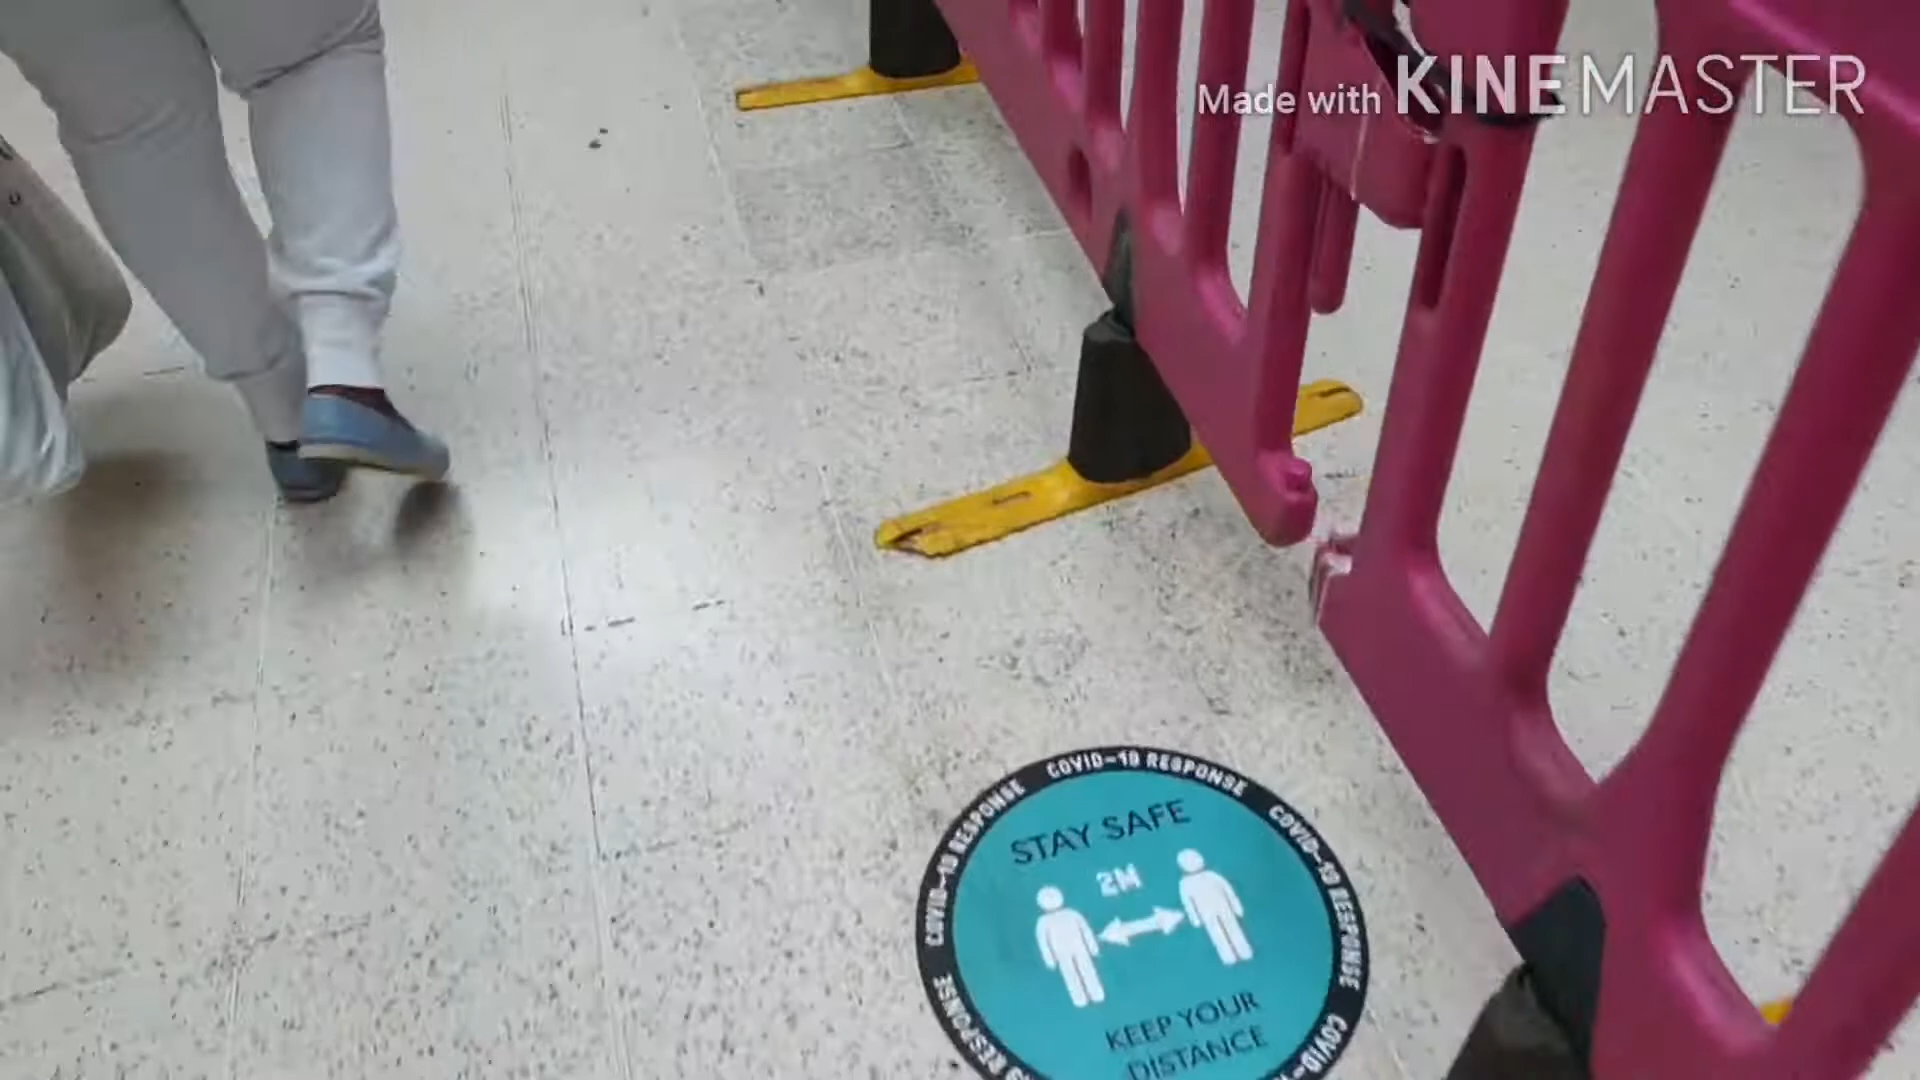 Made with KINEMASTER
COVID-19 RESPONSE COVID-19 RESPONSE COVID-19 RESPONSE
STAY SAFE
2M
KEEP YOUR
DISTANCE
RESPONSE
COVID